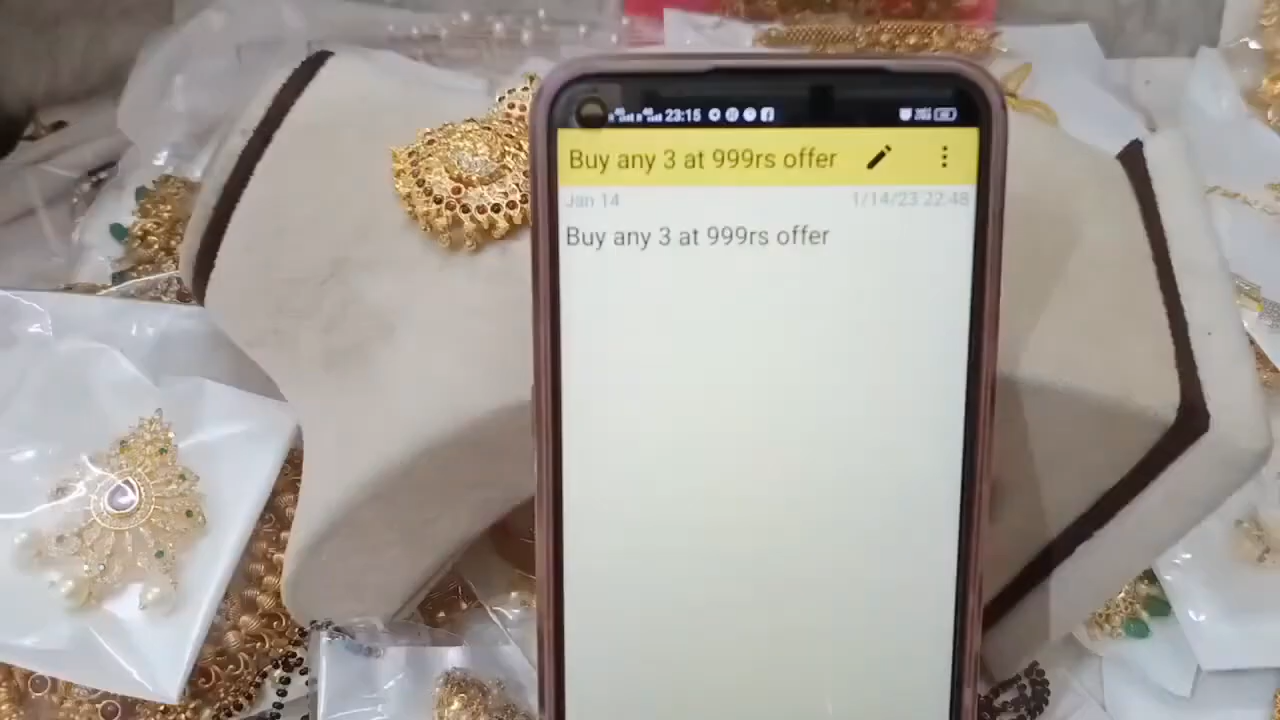 23:15
Buy any 3 at 999rs offer
Jan 14 1/14/23 22:48
Buy any 3 at 999rs offer